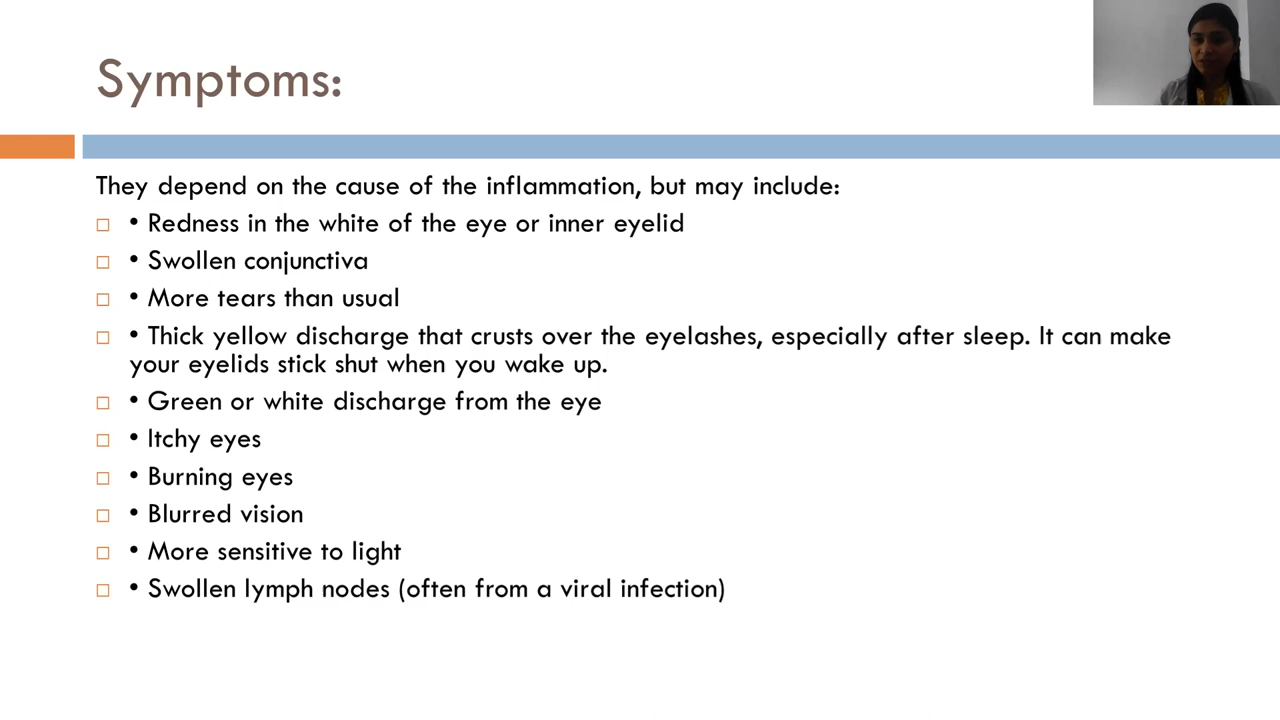 Symptoms:
They depend on the cause of the inflammation, but may include:
• Redness in the white of the eye or inner eyelid
• Swollen conjunctiva
• More tears than usual
• Thick yellow discharge that crusts over the eyelashes, especially after sleep. It can make
your eyelids stick shut when you wake up.
• Green or white discharge from the eye
• Itchy eyes
• Burning eyes
• Blurred vision
• More sensitive to light
• Swollen lymph nodes (often from a viral infection)